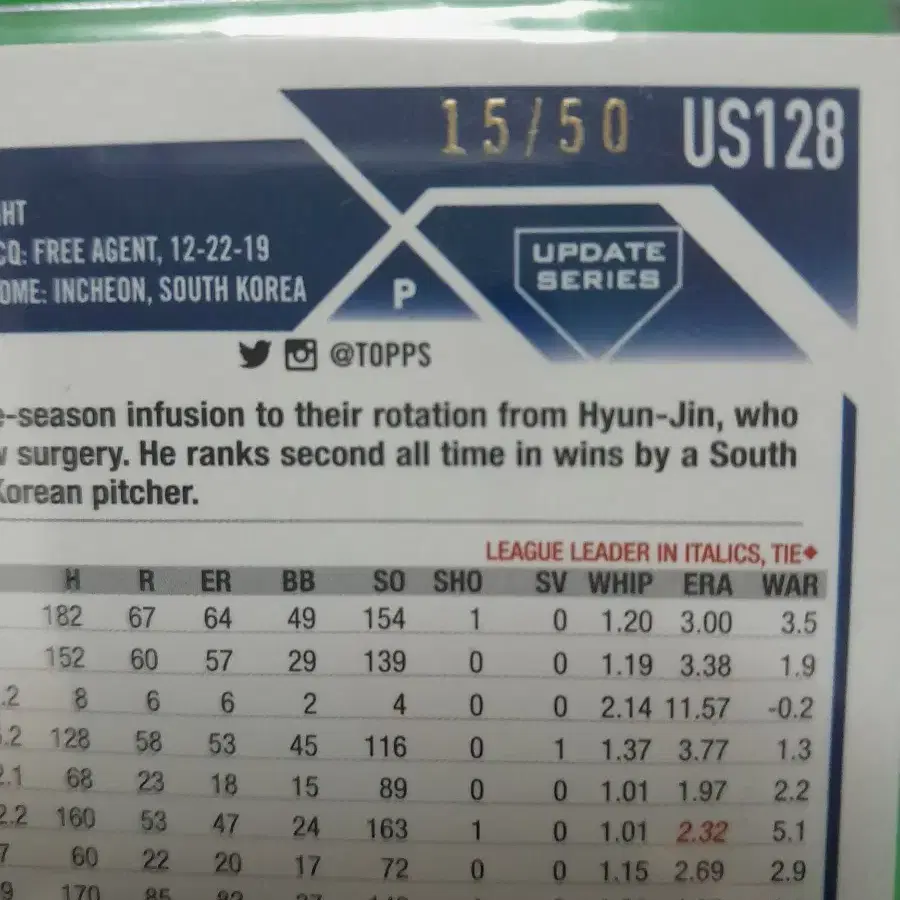 15/50 US128
HT
CQ: FREE AGENT, 12-22-19
OME: INCHEON, SOUTH KOREA
P
UPDATE
SERIES
@TOPPS
e-season infusion to their rotation from Hyun-Jin, who
surgery. He ranks second all time in wins by a South
Korean pitcher.
LEAGUE LEADER IN ITALICS, TIE◆
H R ER BB SO SHO SV WHIP ERA WAR
182 67 64 49 154 1 0 1.20 3.00 3.5
152 60 57 29 139 0 0 1.19 3.38 1.9
.2 8 6 6 2 4 0 0 2.14 11.57 -0.2
.2 128 58 53 45 116 0 1 1.37 3.77 1.3
2.1 68 23 18 15 89 0 0 1.01 1.97 2.2
2.2 160 53 47 24 163 1 0 1.01 2.32 5.1
7 60 22 20 17 72 0 0 1.15 2.69 2.9
9 170 85